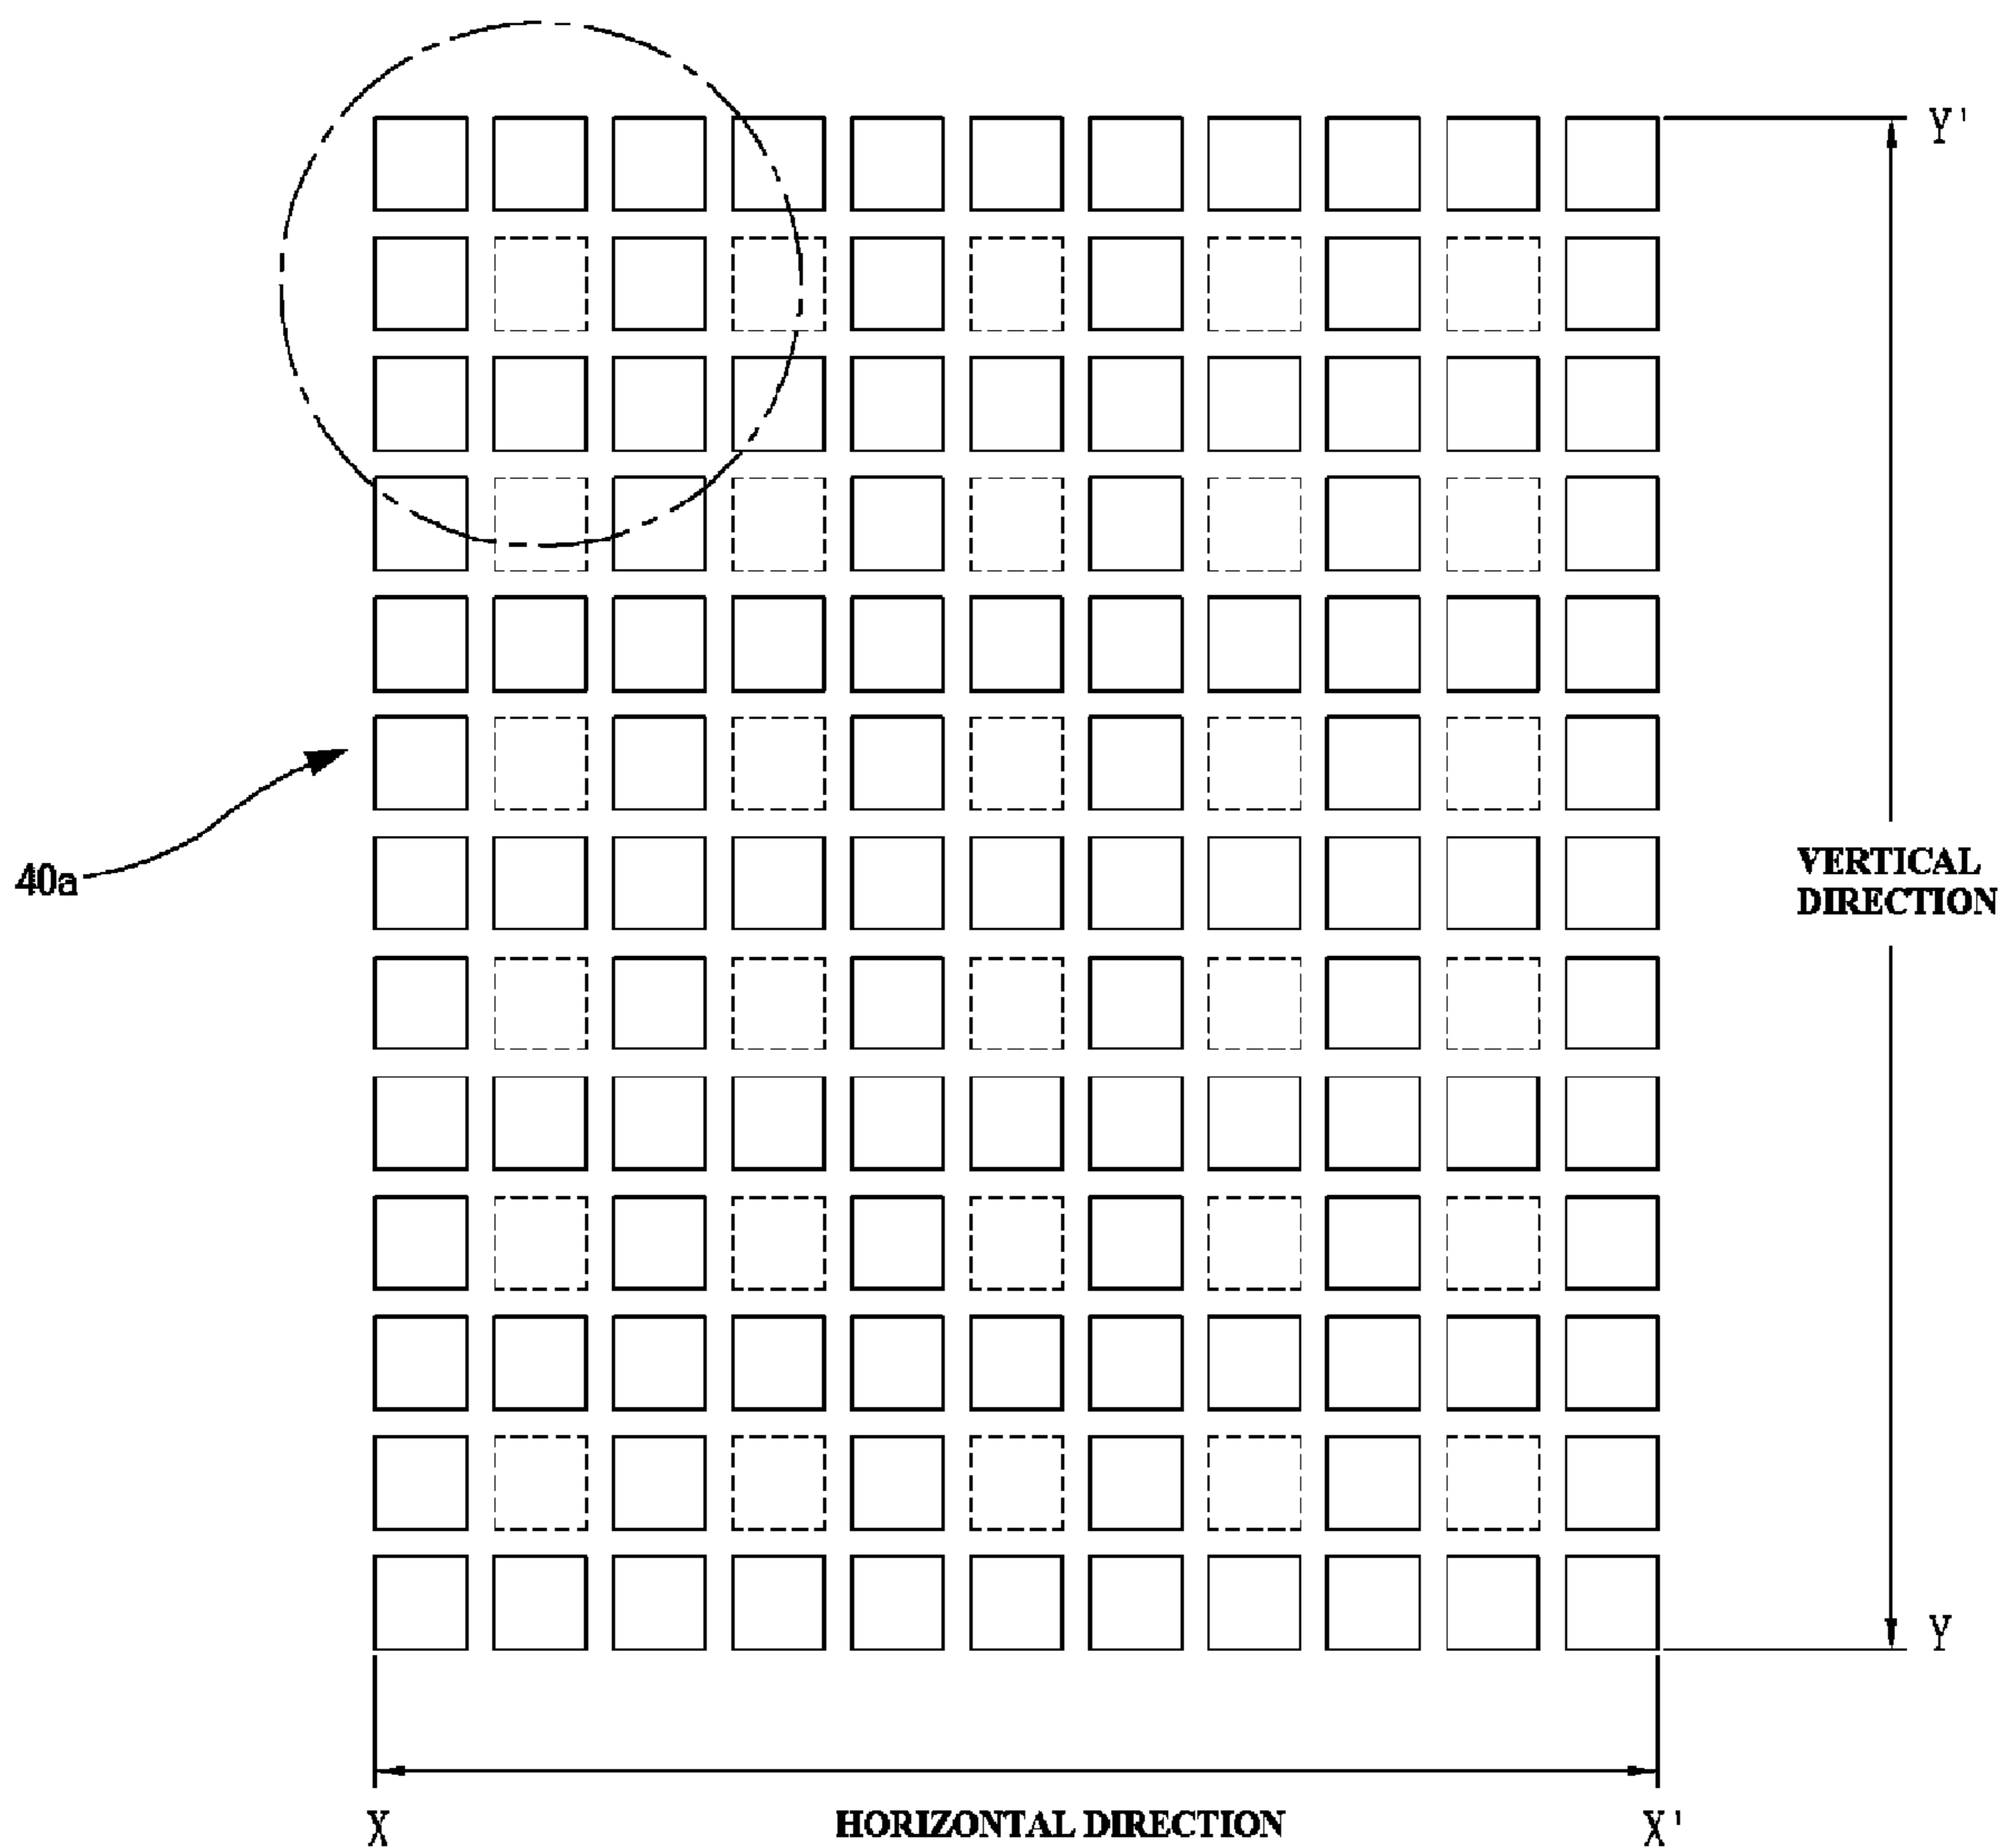 Y'
40a
VERTICAL
DIRECTION
Y
X
HORIZONTAL DIRECTION
X'